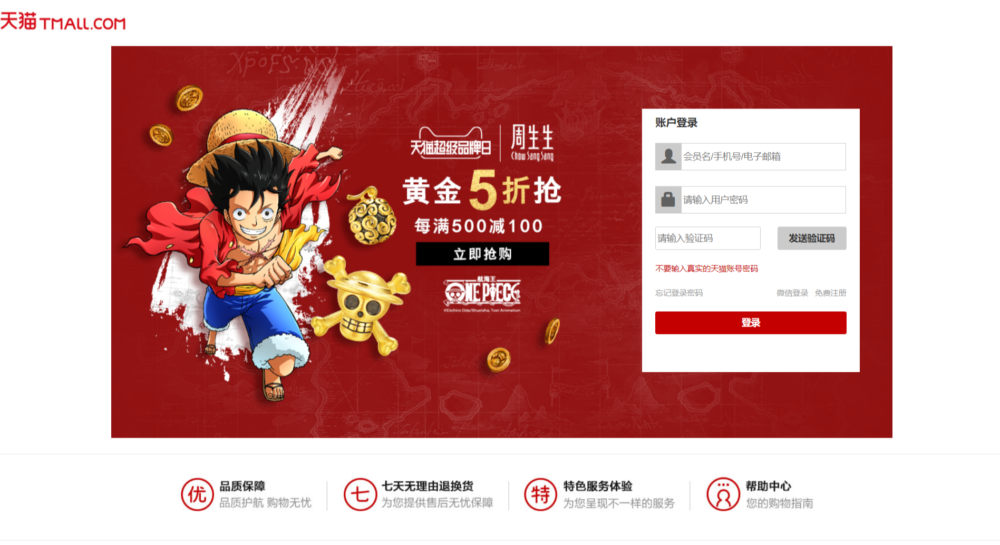 天猫 TMALL.COM
天猫超级品牌日
周生生
Chow Sang Sang
黄金5折抢
每满500减100
立即抢购
航海王
ONE PIECE
©Eiichiro Oda/Shueisha, Toei Animation
账户登录
会员名/手机号/电子邮箱
请输入用户密码
请输入验证码
发送验证码
不要输入真实的天猫账号密码
忘记登录密码
微信登录 免费注册
登录
优
品质保障
品质护航 购物无忧
七
七天无理由退换货
为您提供售后无忧保障
特
特色服务体验
为您呈现不一样的服务
帮助中心
您的购物指南